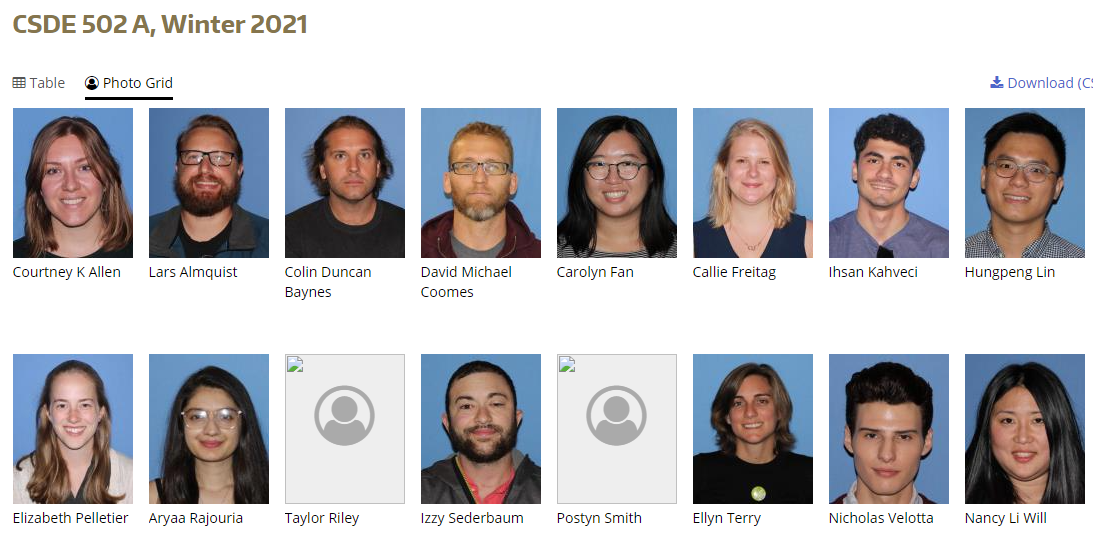 CSDE 502 A, Winter 2021
Table
Photo Grid
Download (CS
Courtney K Allen
Lars Almquist
Colin Duncan
Baynes
David Michael
Coomes
Carolyn Fan
Callie Freitag
Ihsan Kahveci
Hungpeng Lin
Elizabeth Pelletier
Aryaa Rajouria
Taylor Riley
Izzy Sederbaum
Postyn Smith
Ellyn Terry
Nicholas Velotta
Nancy Li Will